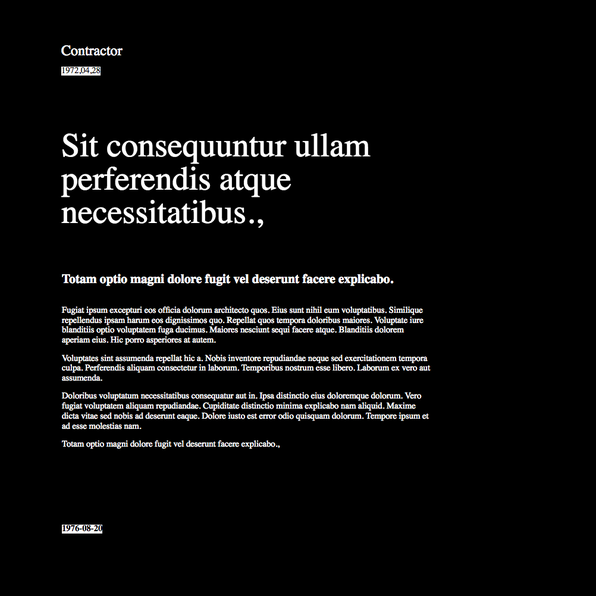 Contractor
1972,04,28
Sit consequuntur ullam
perferendis atque
necessitatibus.,
Totam optio magni dolore fugit vel deserunt facere explicabo.
Fugiat ipsum excepturi eos officia dolorum architecto quos. Eius sunt nihil eum voluptatibus. Similique
repellendus ipsam harum eos dignissimos quo. Repellat quos tempora doloribus maiores. Voluptate iure
blanditiis optio voluptatem fuga ducimus. Maiores nesciunt sequi facere atque. Blanditiis dolorem
aperiam eius. Hic porro asperiores at autem.
Voluptates sint assumenda repellat hic a. Nobis inventore repudiandae neque sed exercitationem tempora
culpa. Perferendis aliquam consectetur in laborum. Temporibus nostrum esse libero. Laborum ex vero aut
assumenda.
Doloribus voluptatum necessitatibus consequatur aut in. Ipsa distinctio eius doloremque dolorum. Vero
fugiat voluptatem aliquam repudiandae. Cupiditate distinctio minima explicabo nam aliquid. Maxime
dicta vitae sed nobis ad deserunt eaque. Dolore iusto est error odio quisquam dolorum. Tempore ipsum et
ad esse molestias nam.
Totam optio magni dolore fugit vel deserunt facere explicabo.,
1976-08-20